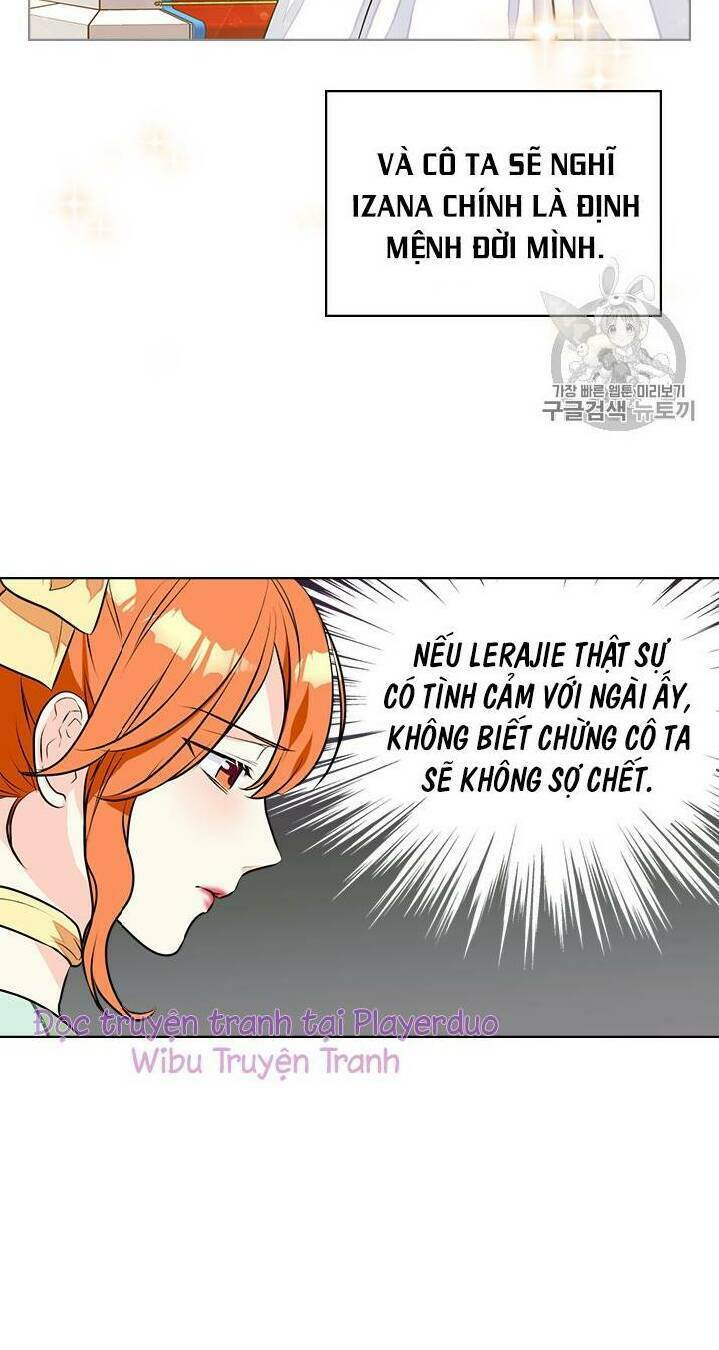 VÀ CÔ TA SẼ NGHĨ
IZANA CHÍNH LÀ ĐỊNH
MỆNH ĐỜI MÌNH.
가장 빠른 웹툰 미리보기
구글검색 뉴토끼
NẾU LERAJIE THẬT SỰ
CÓ TÌNH CẢM VỚI NGÀI ẤY,
KHÔNG BIẾT CHỪNG CÔ TA
SẼ KHÔNG SỢ CHẾT.
Đọc truyện tranh tại Playerduo
Wibu Truyện Tranh